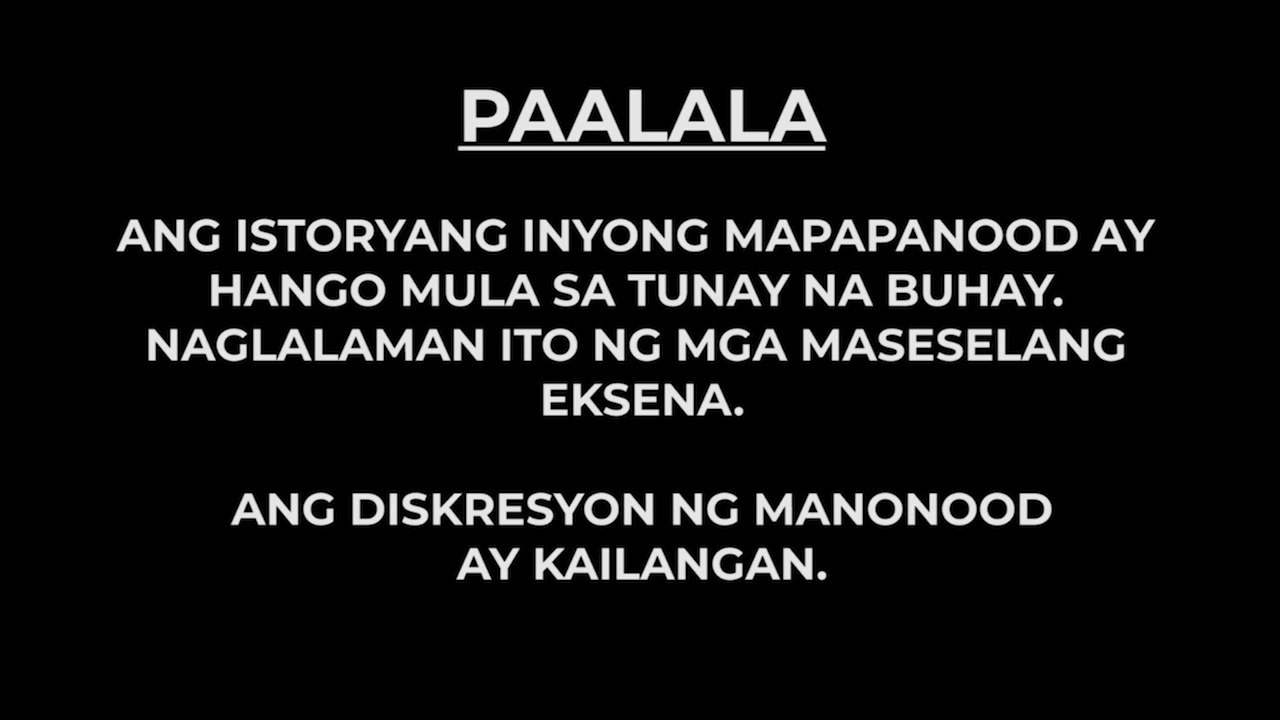 PAALALA
ANG ISTORYANG INYONG MAPAPANOOD AY
HANGO MULA SA TUNAY NA BUHAY.
NAGLALAMAN ITO NG MGA MASESELANG
EKSENA.
ANG DISKRESYON NG MANONOOD
AY KAILANGAN.